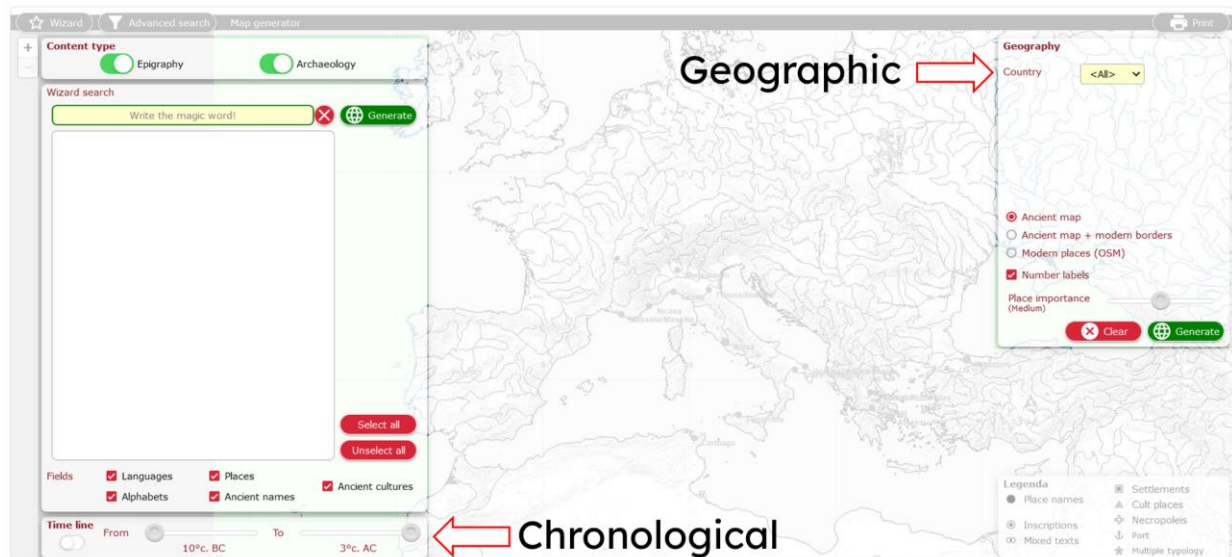 Wizard
Advanced search
Map generator
Print
+
−
Content type
Epigraphy
Archaeology
Wizard search
Write the magic word!
Generate
Select all
Unselect all
Fields
Languages
Places
Ancient cultures
Alphabets
Ancient names
Time line
From
To
10°c. BC
3°c. AC
Chronological
Geographic
Geography
Country
<All>
Ancient map
Ancient map + modern borders
Modern places (OSM)
Number labels
Place importance
(Medium)
Clear
Generate
Legenda
Place names
Inscriptions
Mixed texts
Settlements
Cult places
Necropoleis
Port
Multiple typology